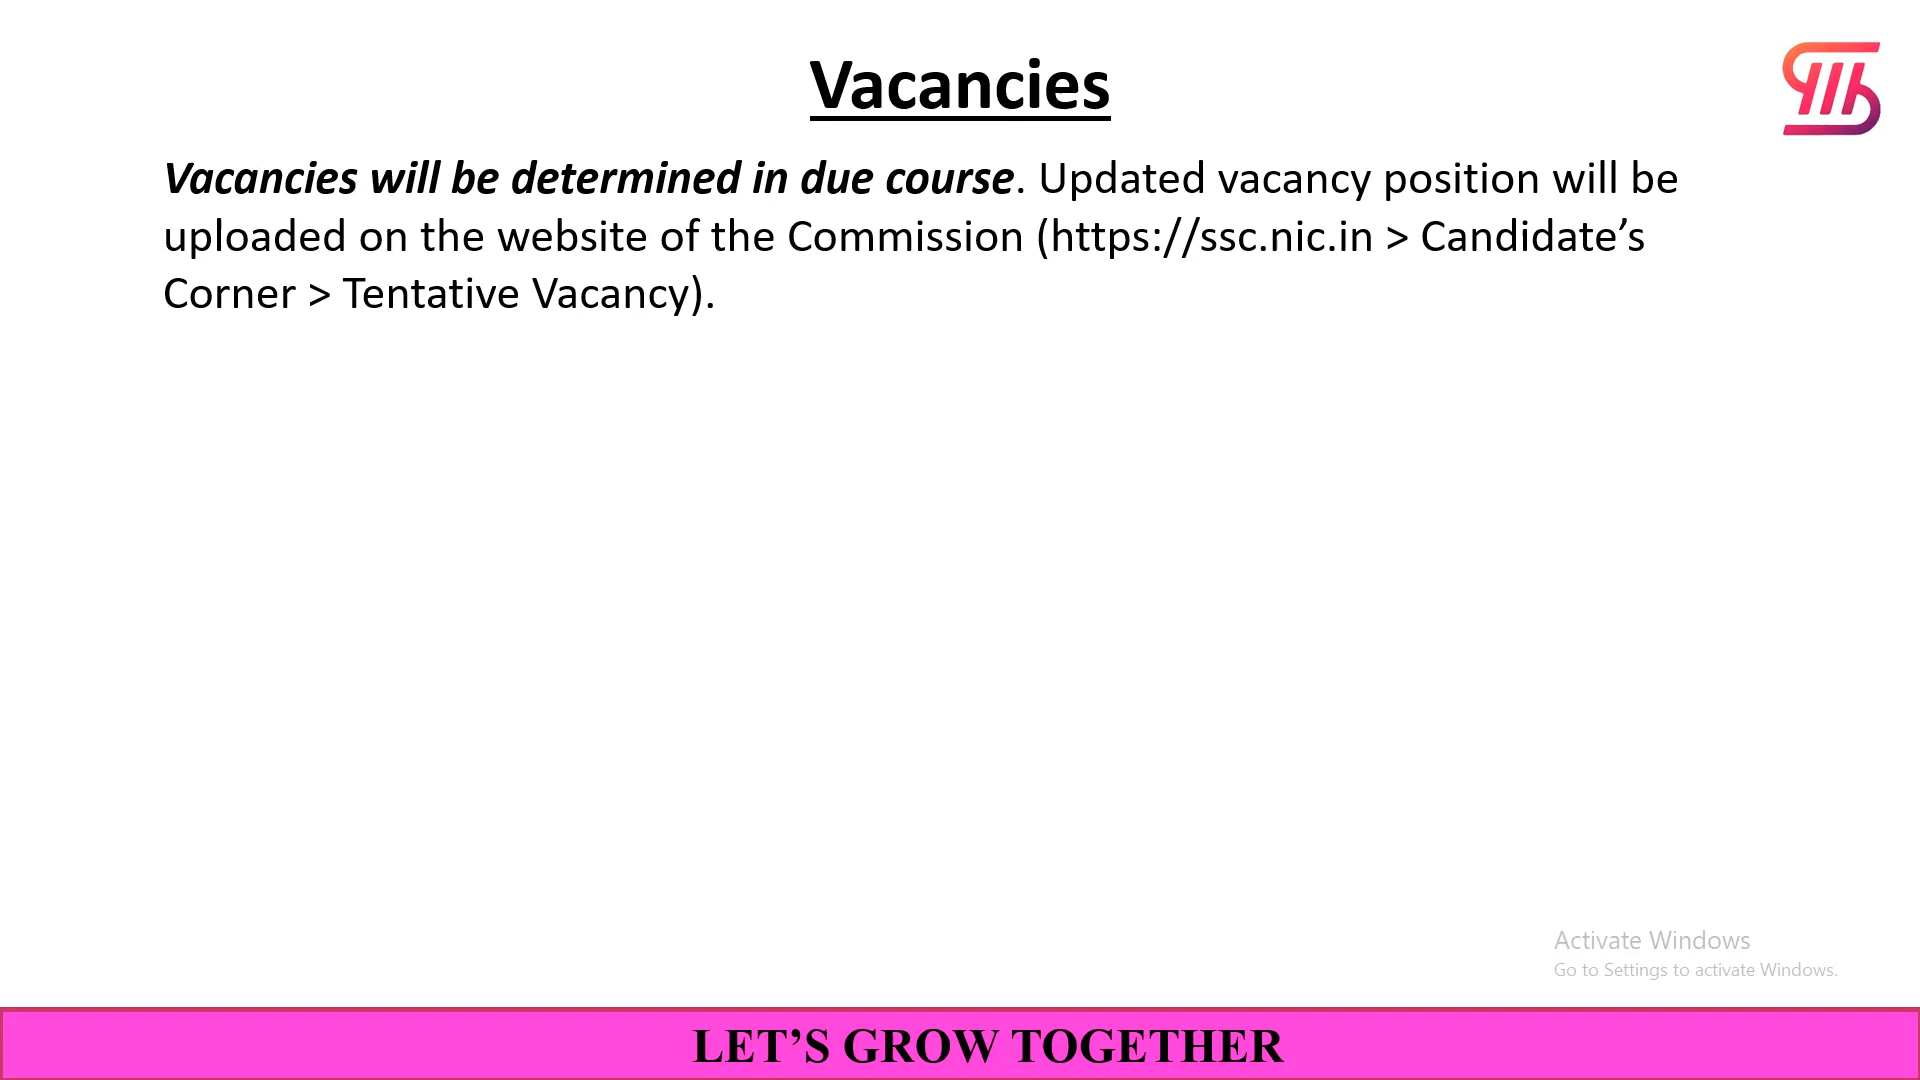 Vacancies
Vacancies will be determined in due course. Updated vacancy position will be
uploaded on the website of the Commission (https://ssc.nic.in > Candidate’s
Corner > Tentative Vacancy).
Activate Windows
Go to Settings to activate Windows.
LET’S GROW TOGETHER